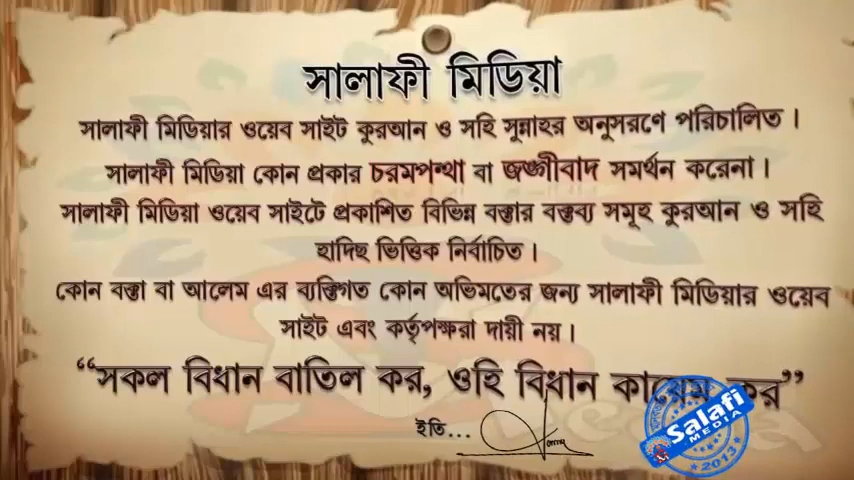 সালাফী মিডিয়া
সালাফী মিডিয়ার ওয়েব সাইট কুরআন ও সহি সুন্নাহর অনুসরণে পরিচালিত।
সালাফী মিডিয়া কোন প্রকার চরমপন্থা বা জঙ্গীবাদ সমর্থন করেনা।
সালাফী মিডিয়া ওয়েব সাইটে প্রকাশিত বিভিন্ন বক্তার বক্তব্য সমূহ কুরআন ও সহি
হাদিছ ভিত্তিক নির্বাচিত।
কোন বক্তা বা আলেম এর ব্যক্তিগত কোন অভিমতের জন্য সালাফী মিডিয়ার ওয়েব
সাইট এবং কর্তৃপক্ষরা দায়ী নয়।
“সকল বিধান বাতিল কর, ওহি বিধান কায়েম কর”
ইতি...
Salafi
MEDIA
2013